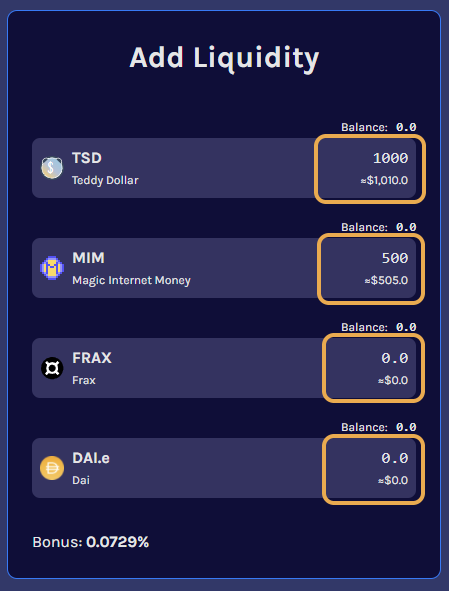 Add Liquidity
Balance: 0.0
TSD 1000
Teddy Dollar ≈$1,010.0
Balance: 0.0
MIM 500
Magic Internet Money ≈$505.0
Balance: 0.0
FRAX 0.0
Frax ≈$0.0
Balance: 0.0
DAI.e 0.0
Dai ≈$0.0
Bonus: 0.0729%